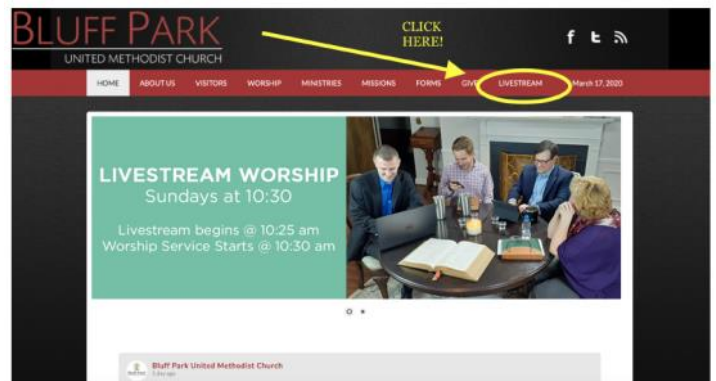 BLUFF PARK
UNITED METHODIST CHURCH
CLICK
HERE!
HOME ABOUT US VISITORS WORSHIP MINISTRIES MISSIONS FORMS GIVE LIVESTREAM March 17, 2020
LIVESTREAM WORSHIP
Sundays at 10:30
Livestream begins @ 10:25 am
Worship Service Starts @ 10:30 am
Bluff Park United Methodist Church